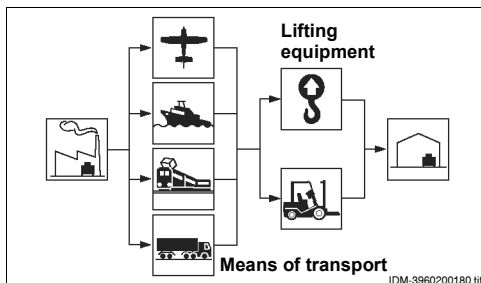 Lifting
equipment
Means of transport
IDM-3960200180.tif